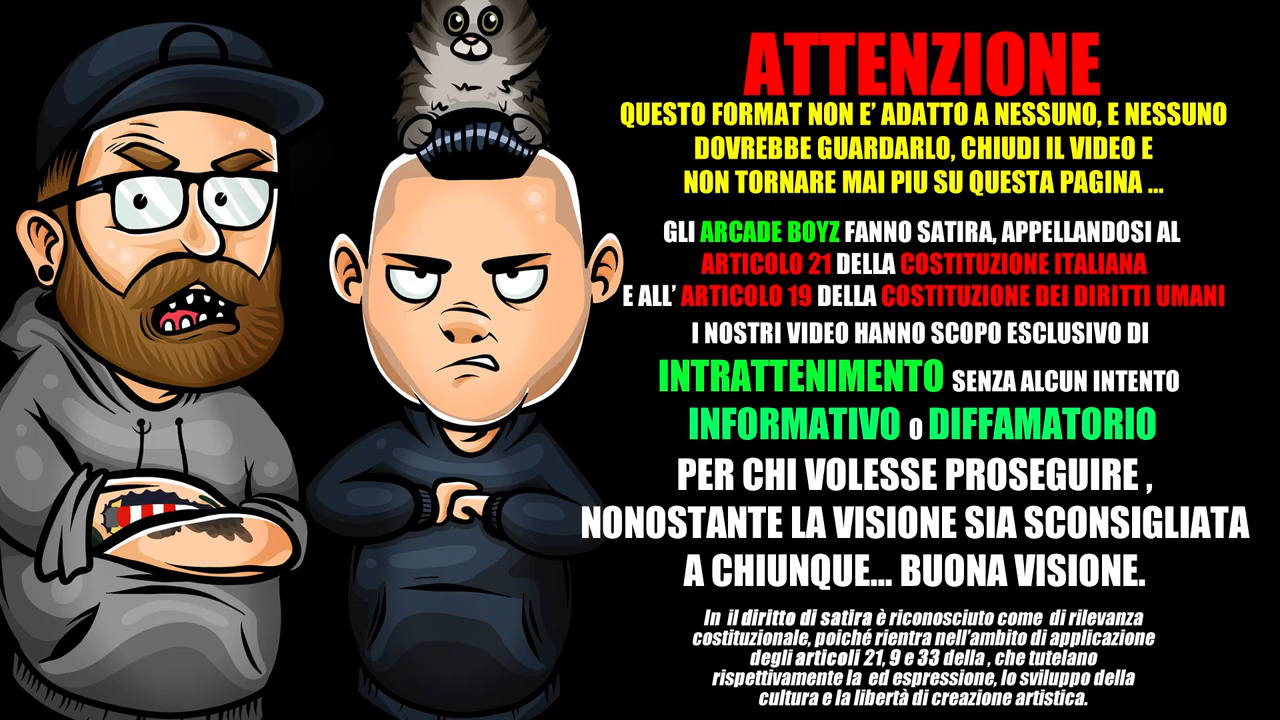 ATTENZIONE
QUESTO FORMAT NON E' ADATTO A NESSUNO, E NESSUNO
DOVREBBE GUARDARLO, CHIUDI IL VIDEO E
NON TORNARE MAI PIU SU QUESTA PAGINA ...
GLI ARCADE BOYZ FANNO SATIRA, APPELLANDOSI AL
ARTICOLO 21 DELLA COSTITUZIONE ITALIANA
E ALL' ARTICOLO 19 DELLA COSTITUZIONE DEI DIRITTI UMANI
I NOSTRI VIDEO HANNO SCOPO ESCLUSIVO DI
INTRATTENIMENTO SENZA ALCUN INTENTO
INFORMATIVO O DIFFAMATORIO
PER CHI VOLESSE PROSEGUIRE ,
NONOSTANTE LA VISIONE SIA SCONSIGLIATA
A CHIUNQUE... BUONA VISIONE.
In il diritto di satira è riconosciuto come di rilevanza
costituzionale, poiché rientra nell'ambito di applicazione
degli articoli 21, 9 e 33 della , che tutelano
rispettivamente la ed espressione, lo sviluppo della
cultura e la libertà di creazione artistica.